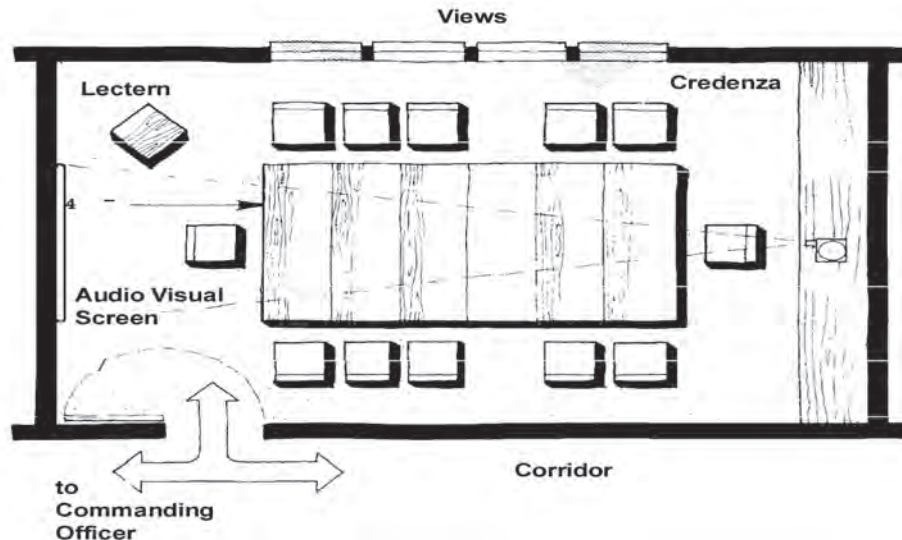 Views
Lectern
Credenza
4
Audio Visual
Screen
Corridor
to
Commanding
Officer